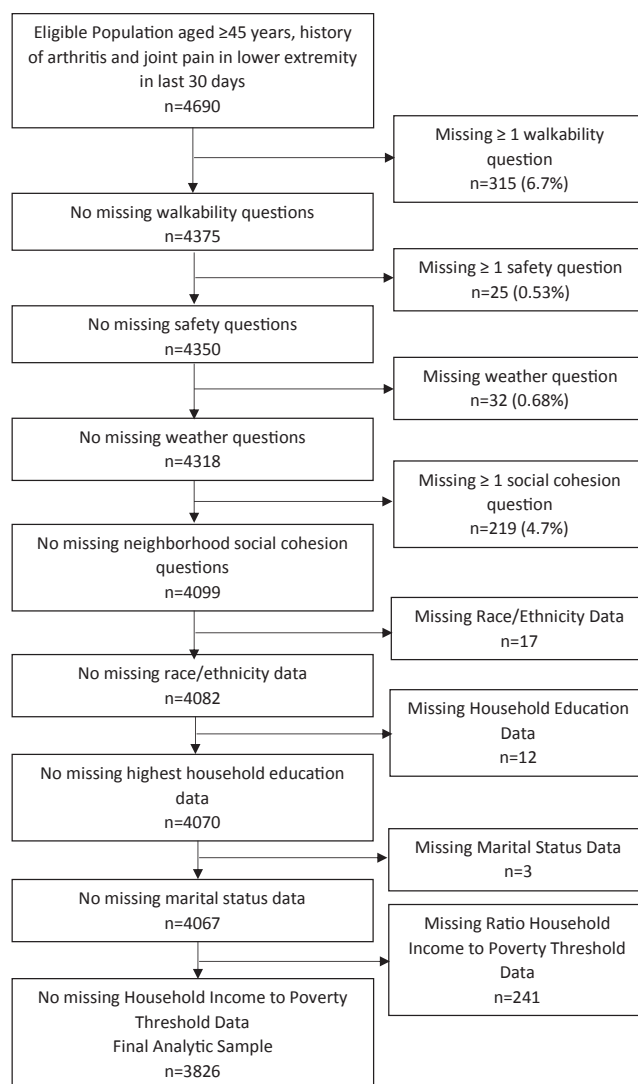 Eligible Population aged ≥45 years, history
of arthritis and joint pain in lower extremity
in last 30 days
n=4690
Missing ≥ 1 walkability
question
n=315 (6.7%)
No missing walkability questions
n=4375
Missing ≥ 1 safety question
n=25 (0.53%)
No missing safety questions
n=4350
Missing weather question
n=32 (0.68%)
No missing weather questions
n=4318
Missing ≥ 1 social cohesion
question
n=219 (4.7%)
No missing neighborhood social cohesion
questions
n=4099
Missing Race/Ethnicity Data
n=17
No missing race/ethnicity data
n=4082
Missing Household Education
Data
n=12
No missing highest household education
data
n=4070
Missing Marital Status Data
n=3
No missing marital status data
n=4067
Missing Ratio Household
Income to Poverty Threshold
Data
n=241
No missing Household Income to Poverty
Threshold Data
Final Analytic Sample
n=3826